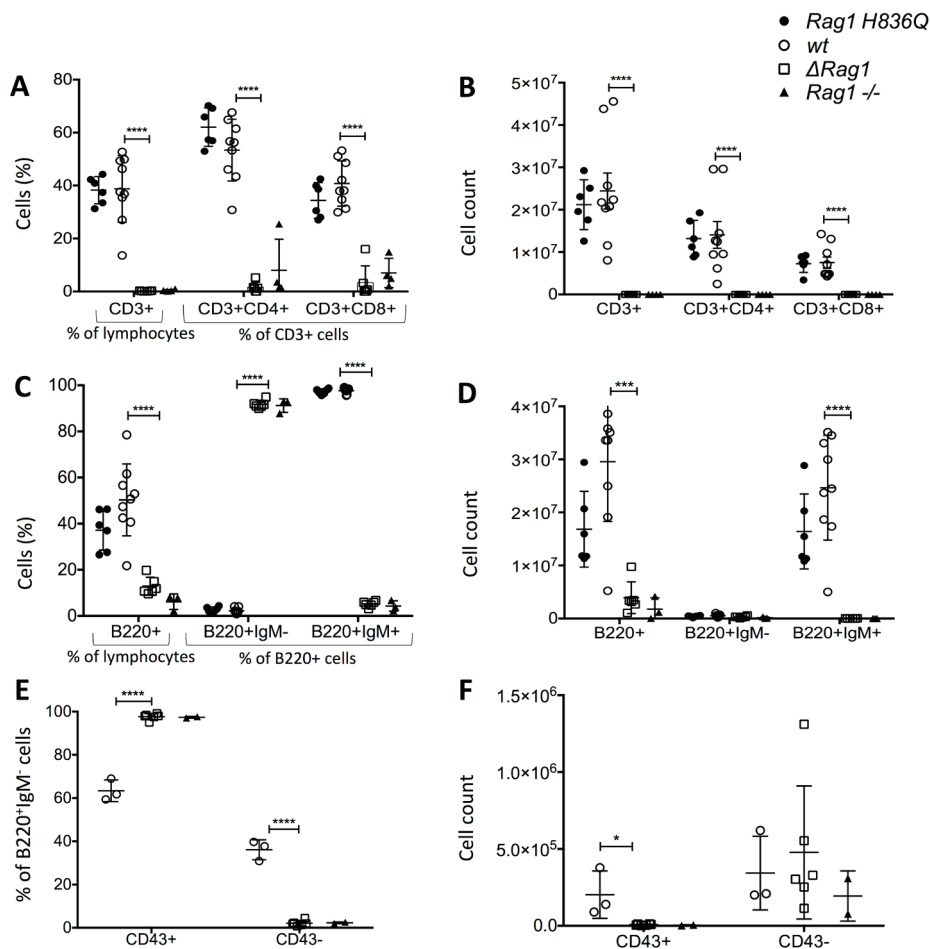 Rag1 H836Q
wt
ΔRag1
Rag1 -/-
A
Cells (%)
80
60
40
20
0
****
****
****
CD3+
CD3+CD4+
CD3+CD8+
% of lymphocytes
% of CD3+ cells
B
Cell count
5×10⁷
4×10⁷
3×10⁷
2×10⁷
1×10⁷
0
****
****
****
CD3+
CD3+CD4+
CD3+CD8+
C
Cells (%)
100
80
60
40
20
0
****
****
****
B220+
B220+IgM-
B220+IgM+
% of lymphocytes
% of B220+ cells
D
Cell count
4×10⁷
3×10⁷
2×10⁷
1×10⁷
0
***
****
B220+
B220+IgM-
B220+IgM+
E
% of B220⁺IgM⁻ cells
100
80
60
40
20
0
****
****
CD43+
CD43-
F
Cell count
1.5×10⁶
1.0×10⁶
5.0×10⁵
0.0
*
CD43+
CD43-